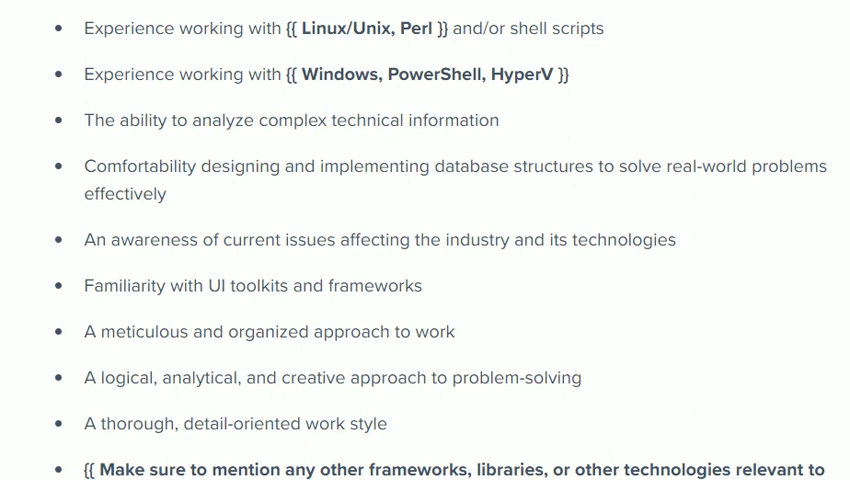 Experience working with {{ Linux/Unix, Perl }} and/or shell scripts
Experience working with {{ Windows, PowerShell, HyperV }}
The ability to analyze complex technical information
Comfortability designing and implementing database structures to solve real-world problems
effectively
An awareness of current issues affecting the industry and its technologies
Familiarity with UI toolkits and frameworks
A meticulous and organized approach to work
A logical, analytical, and creative approach to problem-solving
A thorough, detail-oriented work style
{{ Make sure to mention any other frameworks, libraries, or other technologies relevant to